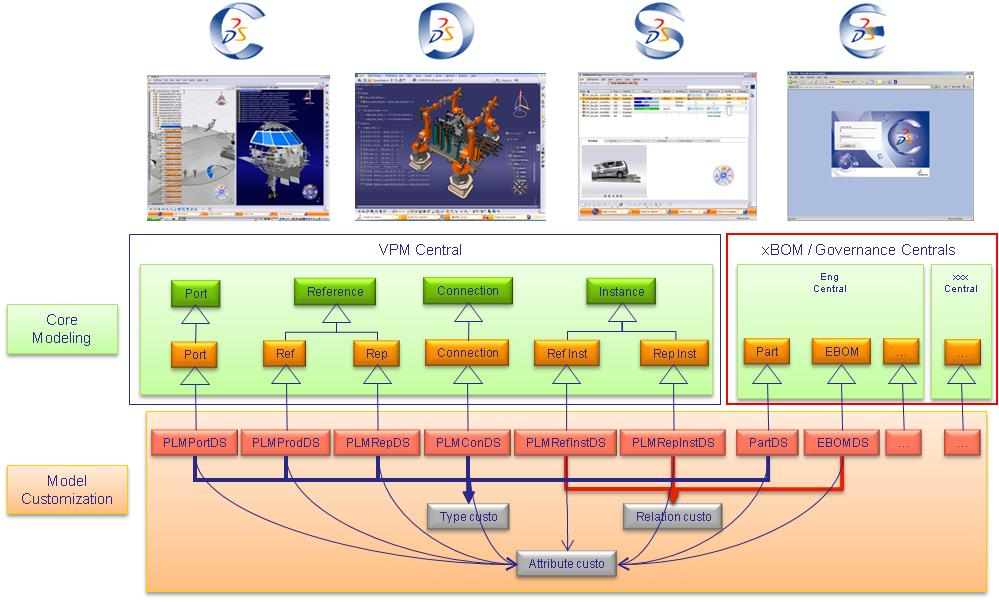 VPM Central
xBOM / Governance Centrals
Eng
Central
xxx
Central
Port
Reference
Connection
Instance
Core
Modeling
Port
Ref
Rep
Connection
Ref Inst
Rep Inst
Part
EBOM
...
...
PLMPortDS
PLMProdDS
PLMRepDS
PLMConDS
PLMRefInstDS
PLMRepInstDS
PartDS
EBOMDS
...
...
Model
Customization
Type custo
Relation custo
Attribute custo